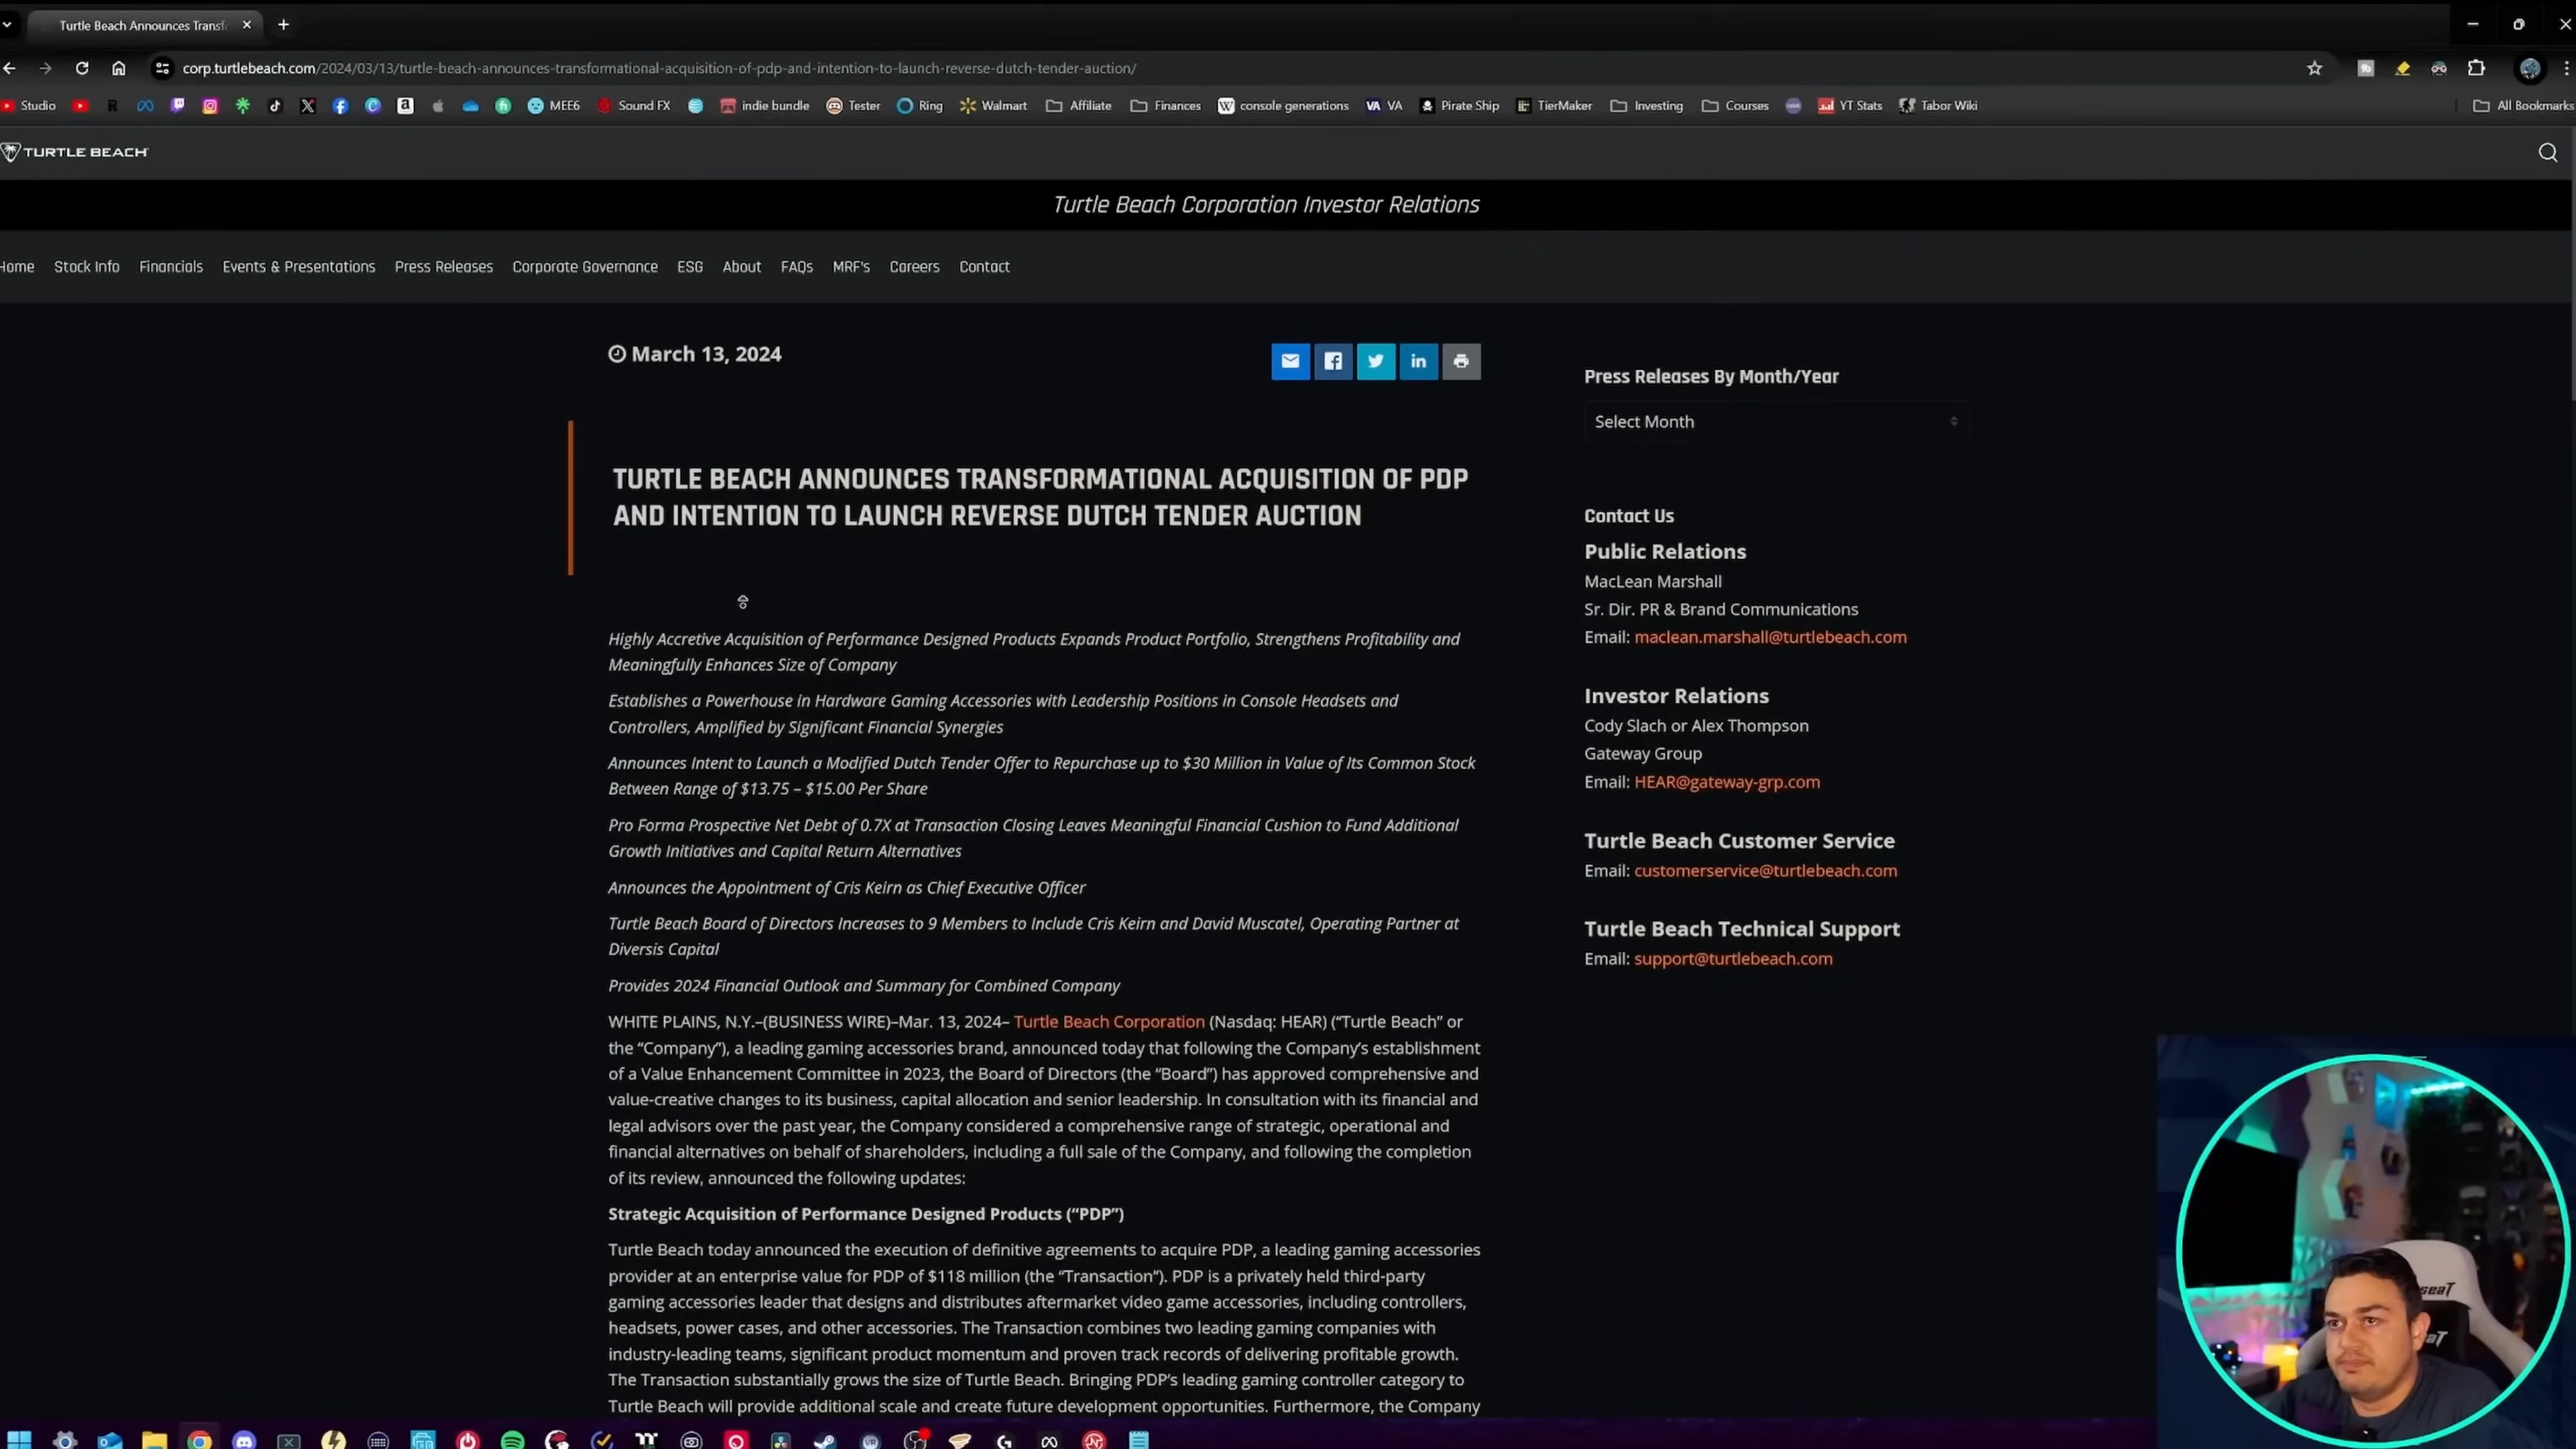 Turtle Beach Announces Transf
corp.turtlebeach.com/2024/03/13/turtle-beach-announces-transformational-acquisition-of-pdp-and-intention-to-launch-reverse-dutch-tender-auction/
Studio MEE6 Sound FX indie bundle Tester Ring Walmart Affiliate Finances console generations VA VA Pirate Ship TierMaker Investing Courses YT Stats Tabor Wiki All Bookmarks
TURTLE BEACH
Turtle Beach Corporation Investor Relations
Home Stock Info Financials Events & Presentations Press Releases Corporate Governance ESG About FAQs MRF's Careers Contact
March 13, 2024
TURTLE BEACH ANNOUNCES TRANSFORMATIONAL ACQUISITION OF PDP
AND INTENTION TO LAUNCH REVERSE DUTCH TENDER AUCTION
Highly Accretive Acquisition of Performance Designed Products Expands Product Portfolio, Strengthens Profitability and
Meaningfully Enhances Size of Company
Establishes a Powerhouse in Hardware Gaming Accessories with Leadership Positions in Console Headsets and
Controllers, Amplified by Significant Financial Synergies
Announces Intent to Launch a Modified Dutch Tender Offer to Repurchase up to $30 Million in Value of Its Common Stock
Between Range of $13.75 – $15.00 Per Share
Pro Forma Prospective Net Debt of 0.7X at Transaction Closing Leaves Meaningful Financial Cushion to Fund Additional
Growth Initiatives and Capital Return Alternatives
Announces the Appointment of Cris Keirn as Chief Executive Officer
Turtle Beach Board of Directors Increases to 9 Members to Include Cris Keirn and David Muscatel, Operating Partner at
Diversis Capital
Provides 2024 Financial Outlook and Summary for Combined Company
WHITE PLAINS, N.Y.–(BUSINESS WIRE)–Mar. 13, 2024– Turtle Beach Corporation (Nasdaq: HEAR) (“Turtle Beach” or
the “Company”), a leading gaming accessories brand, announced today that following the Company’s establishment
of a Value Enhancement Committee in 2023, the Board of Directors (the “Board”) has approved comprehensive and
value-creative changes to its business, capital allocation and senior leadership. In consultation with its financial and
legal advisors over the past year, the Company considered a comprehensive range of strategic, operational and
financial alternatives on behalf of shareholders, including a full sale of the Company, and following the completion
of its review, announced the following updates:
Strategic Acquisition of Performance Designed Products (“PDP”)
Turtle Beach today announced the execution of definitive agreements to acquire PDP, a leading gaming accessories
provider at an enterprise value for PDP of $118 million (the “Transaction”). PDP is a privately held third-party
gaming accessories leader that designs and distributes aftermarket video game accessories, including controllers,
headsets, power cases, and other accessories. The Transaction combines two leading gaming companies with
industry-leading teams, significant product momentum and proven track records of delivering profitable growth.
The Transaction substantially grows the size of Turtle Beach. Bringing PDP’s leading gaming controller category to
Turtle Beach will provide additional scale and create future development opportunities. Furthermore, the Company
Press Releases By Month/Year
Select Month
Contact Us
Public Relations
MacLean Marshall
Sr. Dir. PR & Brand Communications
Email: maclean.marshall@turtlebeach.com
Investor Relations
Cody Slach or Alex Thompson
Gateway Group
Email: HEAR@gateway-grp.com
Turtle Beach Customer Service
Email: customerservice@turtlebeach.com
Turtle Beach Technical Support
Email: support@turtlebeach.com